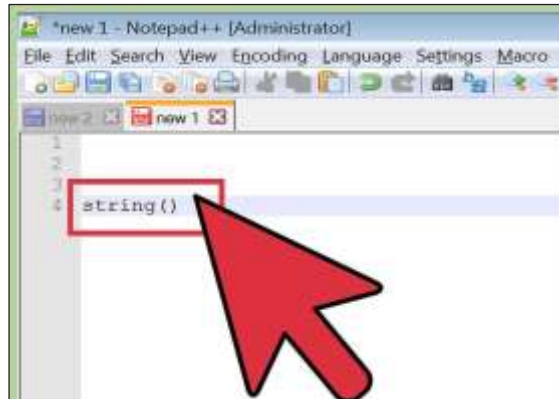 *new 1 - Notepad++ [Administrator]
File Edit Search View Encoding Language Settings Macro
new 2 new 1
1
2
3
4 string()